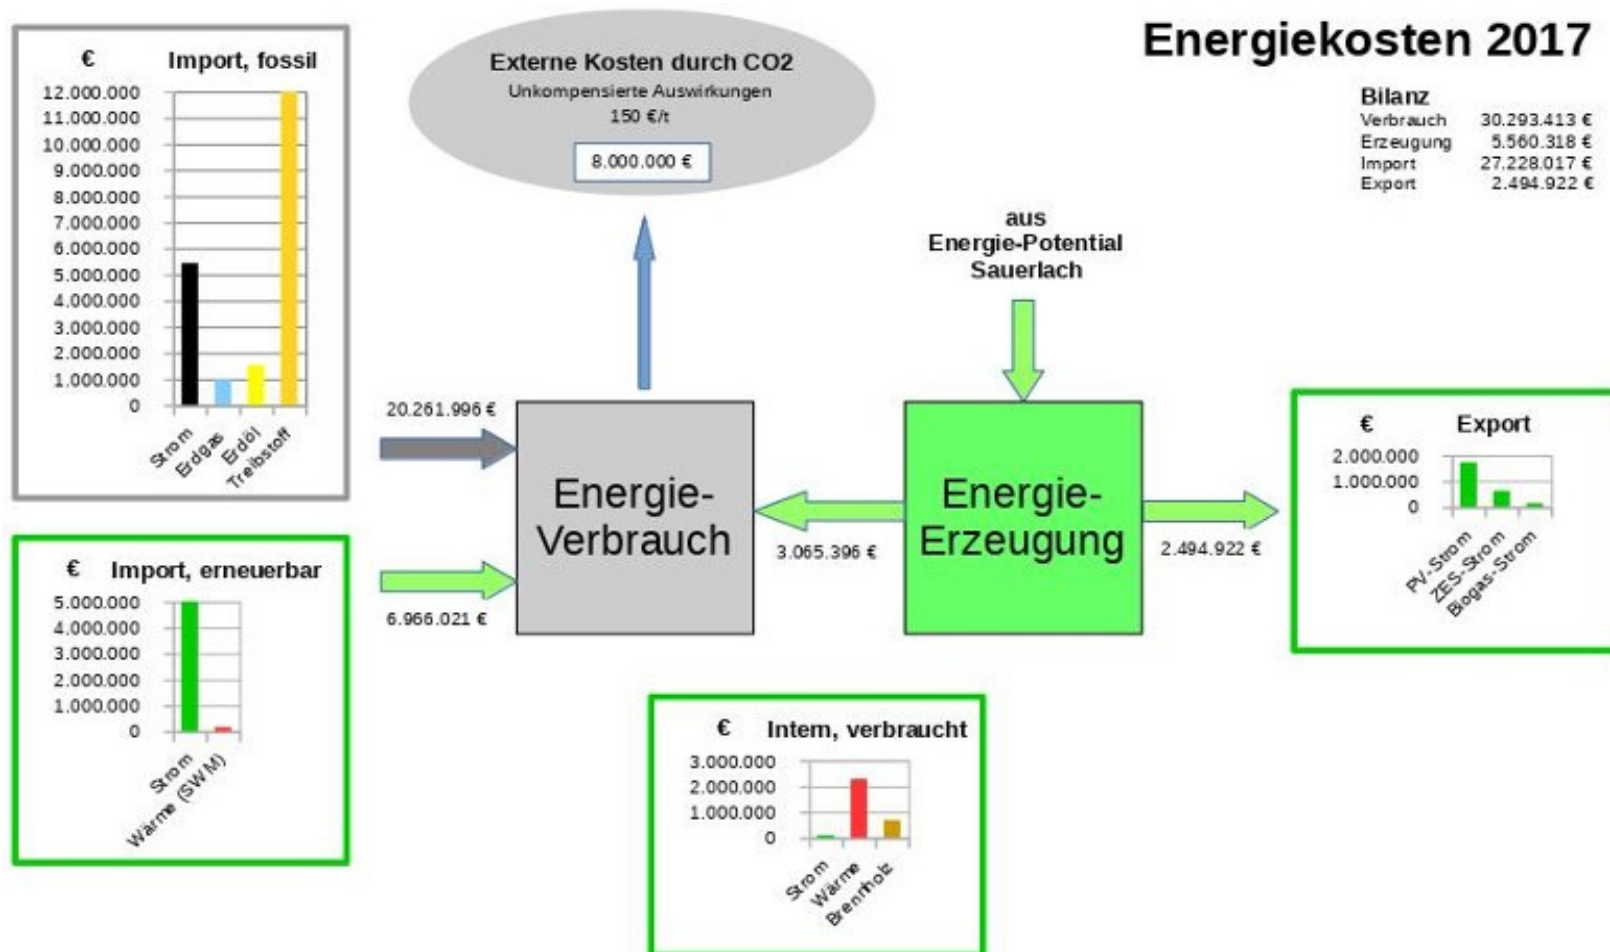 Energiekosten 2017
€ Import, fossil
12.000.000
11.000.000
10.000.000
9.000.000
8.000.000
7.000.000
6.000.000
5.000.000
4.000.000
3.000.000
2.000.000
1.000.000
0
Strom
Erdgas
Erdöl
Treibstoff
Externe Kosten durch CO2
Unkompensierte Auswirkungen
150 €/t
8.000.000 €
Bilanz
Verbrauch 30.293.413 €
Erzeugung 5.560.318 €
Import 27.228.017 €
Export 2.494.922 €
aus
Energie-Potential
Sauerlach
20.261.996 €
6.966.021 €
Energie-
Verbrauch
3.065.396 €
Energie-
Erzeugung
2.494.922 €
€ Export
2.000.000
1.000.000
0
PV-Strom
ZES-Strom
Biogas-Strom
€ Import, erneuerbar
5.000.000
4.000.000
3.000.000
2.000.000
1.000.000
0
Strom
Wärme (SWM)
€ Intern, verbraucht
3.000.000
2.000.000
1.000.000
0
Strom
Wärme
Brennholz